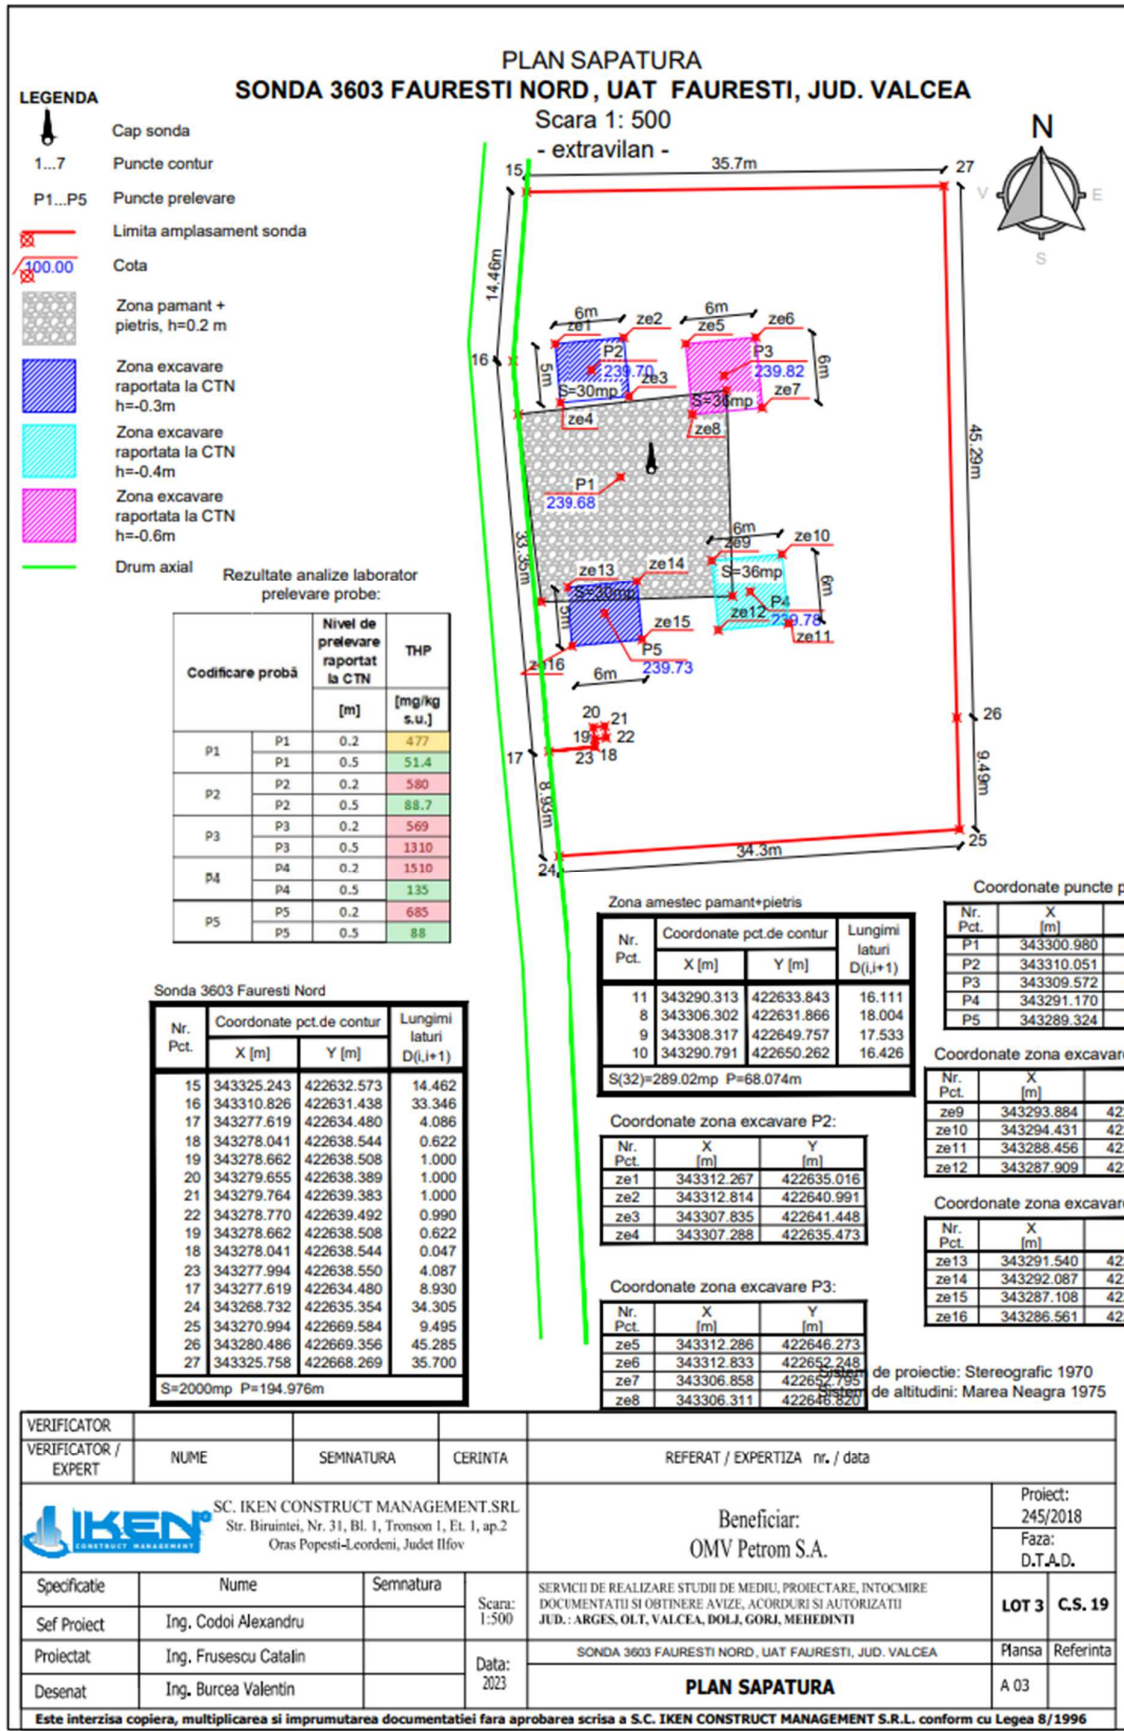 PLAN SAPATURA
SONDA 3603 FAURESTI NORD , UAT FAURESTI, JUD. VALCEA
Scara 1: 500
- extravilan -
LEGENDA
Cap sonda
1...7 Puncte contur
P1...P5 Puncte prelevare
Limita amplasament sonda
100.00 Cota
Zona pamant +
pietris, h=0.2 m
Zona excavare
raportata la CTN
h=-0.3m
Zona excavare
raportata la CTN
h=-0.4m
Zona excavare
raportata la CTN
h=-0.6m
Drum axial
N
V E
S
15 35.7m 27
14.46m
6m 6m
ze1 ze2 ze5 ze6
16 5m P2 P3 6m
239.70 239.82
S=30mp ze3 S=36mp ze7
ze4 ze8
45.29m
P1
239.68
33.35m
6m
ze9 ze10
ze13 ze14 S=36mp 6m
S=30mp
5m ze12 P4
239.78
ze15 ze11
ze16 P5
6m 239.73
20 21 26
19 22
17 23 18
9.49m
8.93m
24 34.3m 25
Rezultate analize laborator
prelevare probe:
Codificare probă Nivel de prelevare raportat la CTN THP
[m] [mg/kg s.u.]
P1 P1 0.2 477
P1 0.5 51.4
P2 P2 0.2 580
P2 0.5 88.7
P3 P3 0.2 569
P3 0.5 1310
P4 P4 0.2 1510
P4 0.5 135
P5 P5 0.2 685
P5 0.5 88
Sonda 3603 Fauresti Nord
Nr. Pct. Coordonate pct.de contur Lungimi laturi D(i,i+1)
X [m] Y [m]
15 343325.243 422632.573 14.462
16 343310.826 422631.438 33.346
17 343277.619 422634.480 4.086
18 343278.041 422638.544 0.622
19 343278.662 422638.508 1.000
20 343279.655 422638.389 1.000
21 343279.764 422639.383 1.000
22 343278.770 422639.492 0.990
19 343278.662 422638.508 0.622
18 343278.041 422638.544 0.047
23 343277.994 422638.550 4.087
17 343277.619 422634.480 8.930
24 343268.732 422635.354 34.305
25 343270.994 422669.584 9.495
26 343280.486 422669.356 45.285
27 343325.758 422668.269 35.700
S=2000mp P=194.976m
Zona amestec pamant+pietris
Nr. Pct. Coordonate pct.de contur Lungimi laturi D(i,i+1)
X [m] Y [m]
11 343290.313 422633.843 16.111
8 343306.302 422631.866 18.004
9 343308.317 422649.757 17.533
10 343290.791 422650.262 16.426
S(32)=289.02mp P=68.074m
Coordonate zona excavare P2:
Nr. Pct. X [m] Y [m]
ze1 343312.267 422635.016
ze2 343312.814 422640.991
ze3 343307.835 422641.448
ze4 343307.288 422635.473
Coordonate zona excavare P3:
Nr. Pct. X [m] Y [m]
ze5 343312.286 422646.273
ze6 343312.833 422652.248
ze7 343306.858 422652.795
ze8 343306.311 422646.820
Coordonate puncte p
Nr. Pct. X [m]
P1 343300.980
P2 343310.051
P3 343309.572
P4 343291.170
P5 343289.324
Coordonate zona excavare
Nr. Pct. X [m]
ze9 343293.884 42
ze10 343294.431 42
ze11 343288.456 42
ze12 343287.909 42
Coordonate zona excavare
Nr. Pct. X [m]
ze13 343291.540 42
ze14 343292.087 42
ze15 343287.108 42
ze16 343286.561 42
Sistem de proiectie: Stereografic 1970
Sistem de altitudini: Marea Neagra 1975
VERIFICATOR
VERIFICATOR / EXPERT NUME SEMNATURA CERINTA REFERAT / EXPERTIZA nr. / data
IKEN
CONSTRUCT MANAGEMENT
SC. IKEN CONSTRUCT MANAGEMENT.SRL
Str. Biruintei, Nr. 31, Bl. 1, Tronson 1, Et. 1, ap.2
Oras Popesti-Leordeni, Judet Ilfov
Beneficiar:
OMV Petrom S.A.
Proiect:
245/2018
Faza:
D.T.A.D.
Specificatie Nume Semnatura
Sef Proiect Ing. Codoi Alexandru
Proiectat Ing. Frusescu Catalin
Desenat Ing. Burcea Valentin
Scara:
1:500
Data:
2023
SERVICII DE REALIZARE STUDII DE MEDIU, PROIECTARE, INTOCMIRE
DOCUMENTATII SI OBTINERE AVIZE, ACORDURI SI AUTORIZATII
JUD. : ARGES, OLT, VALCEA, DOLJ, GORJ, MEHEDINTI
SONDA 3603 FAURESTI NORD , UAT FAURESTI, JUD. VALCEA
PLAN SAPATURA
LOT 3 C.S. 19
Plansa Referinta
A 03
Este interzisa copiera, multiplicarea si imprumutarea documentatiei fara aprobarea scrisa a S.C. IKEN CONSTRUCT MANAGEMENT S.R.L. conform cu Legea 8/1996